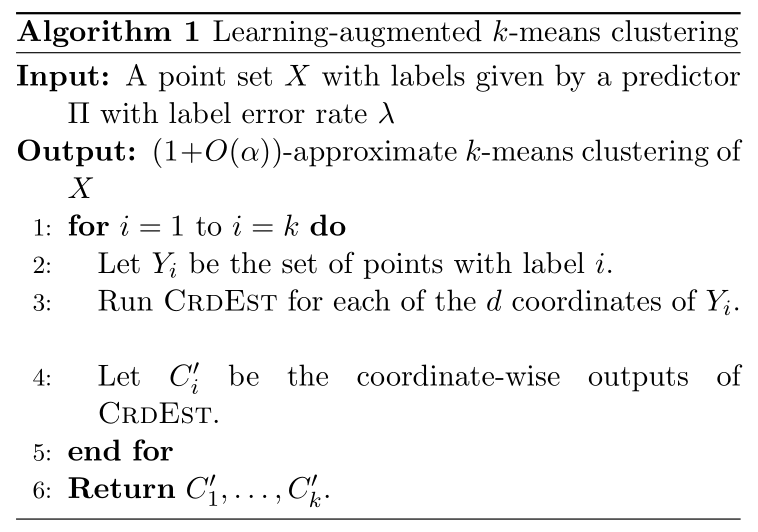 Algorithm 1 Learning-augmented k-means clustering
Input: A point set X with labels given by a predictor
Π with label error rate λ
Output: (1+O(α))-approximate k-means clustering of
X
1: for i = 1 to i = k do
2: Let Y_i be the set of points with label i.
3: Run CRDEST for each of the d coordinates of Y_i.
4: Let C′_i be the coordinate-wise outputs of
CRDEST.
5: end for
6: Return C′_1, . . . , C′_k.